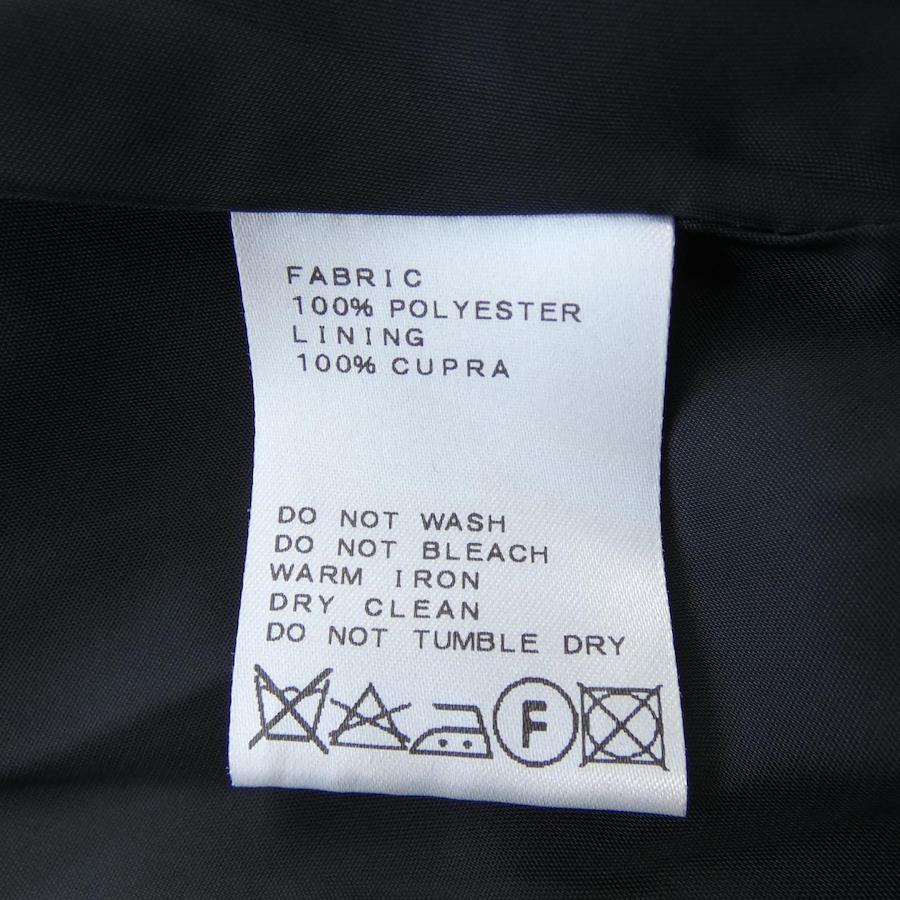 FABRIC
100% POLYESTER
LINING
100% CUPRA
DO NOT WASH
DO NOT BLEACH
WARM IRON
DRY CLEAN
DO NOT TUMBLE DRY
F